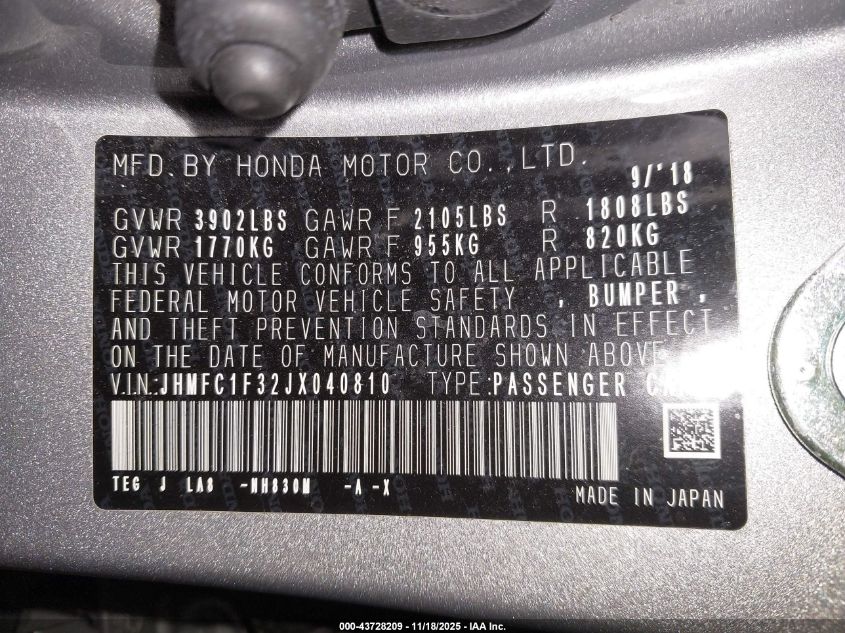 MFD. BY HONDA MOTOR CO., LTD. 9/'18
GVWR 3902LBS GAWR F 2105LBS R 1808LBS
GVWR 1770KG GAWR F 955KG R 820KG
THIS VEHICLE CONFORMS TO ALL APPLICABLE
FEDERAL MOTOR VEHICLE SAFETY , BUMPER ,
AND THEFT PREVENTION STANDARDS IN EFFECT
ON THE DATE OF MANUFACTURE SHOWN ABOVE.
V.I.N.:JHMFC1F32JX040810 TYPE:PASSENGER
TEG J LA8 -NH830M -A -X
MADE IN JAPAN
000-43728209 - 11/18/2025 - IAA Inc.